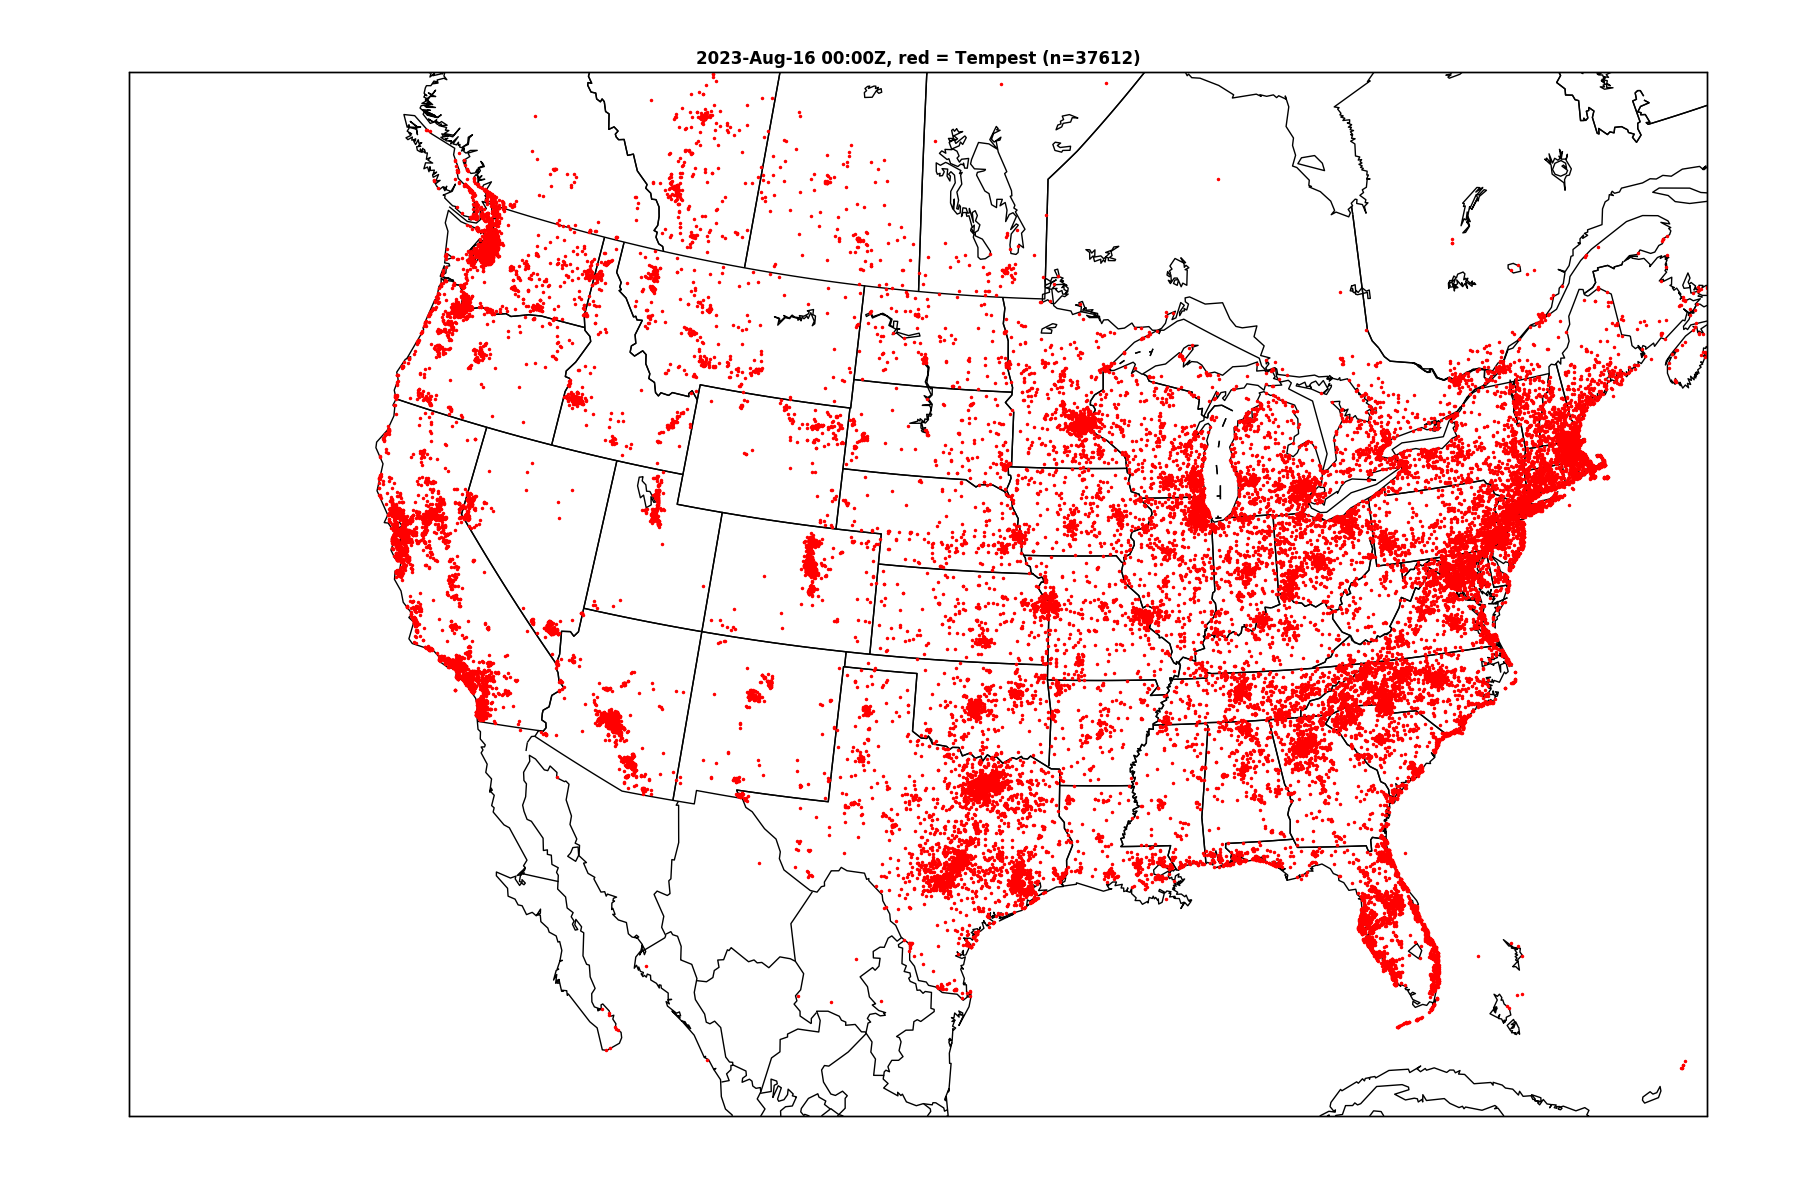 2023-Aug-16 00:00Z, red = Tempest (n=37612)